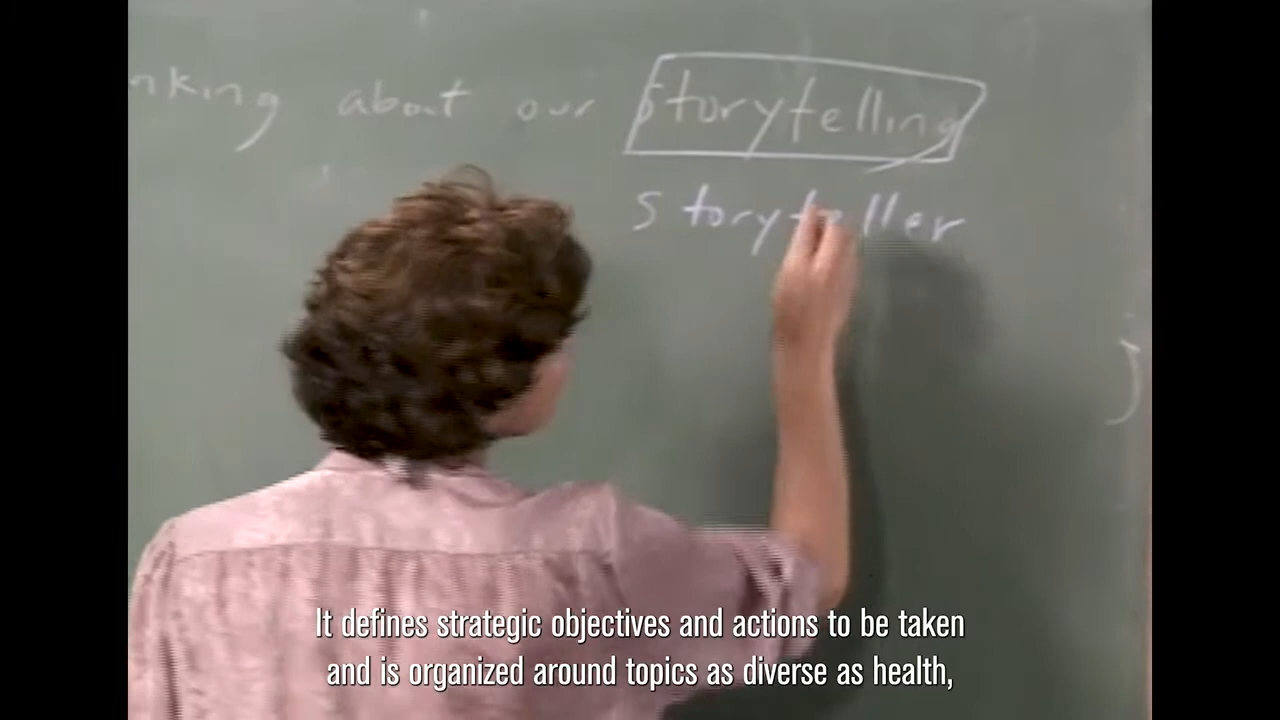 about our storytelling
storyteller
It defines strategic objectives and actions to be taken
and is organized around topics as diverse as health,